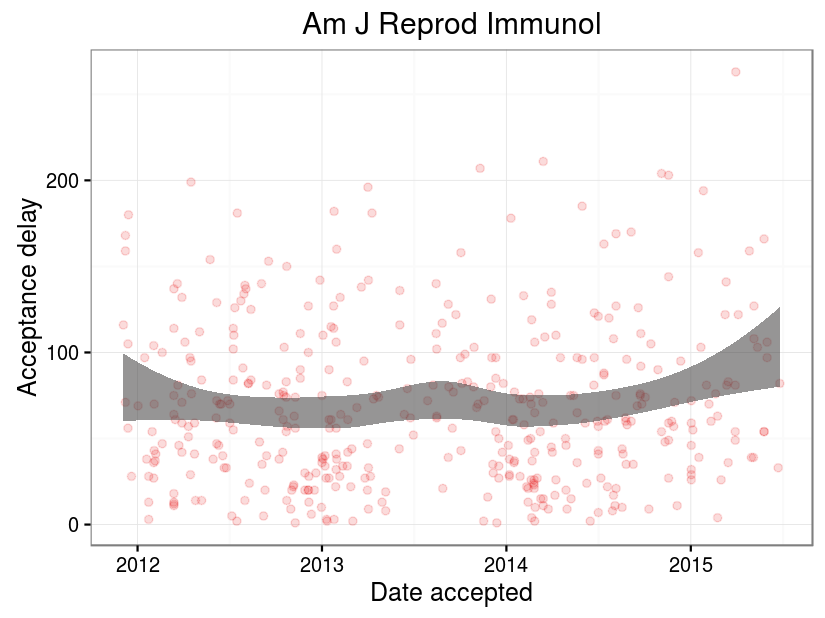 Am J Reprod Immunol
Acceptance delay
200
100
0
2012 2013 2014 2015
Date accepted